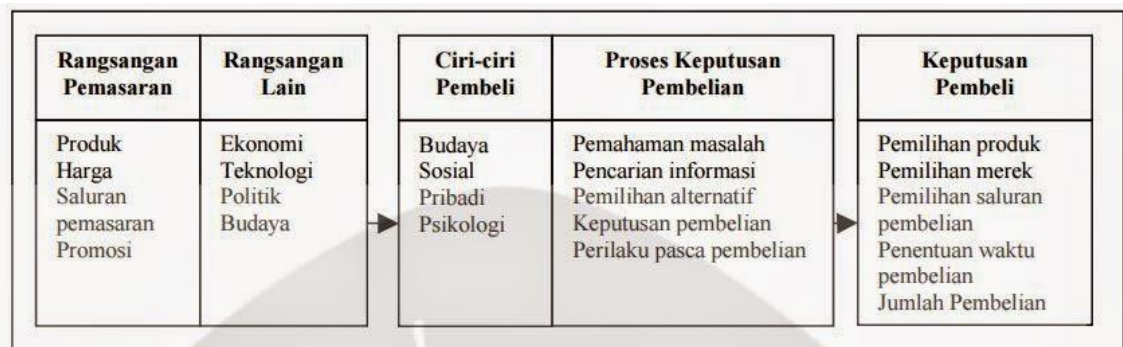 Rangsangan
Pemasaran
Produk
Harga
Saluran
pemasaran
Promosi
Rangsangan
Lain
Ekonomi
Teknologi
Politik
Budaya
Ciri-ciri
Pembeli
Budaya
Sosial
Pribadi
Psikologi
Proses Keputusan
Pembelian
Pemahaman masalah
Pencarian informasi
Pemilihan alternatif
Keputusan pembelian
Perilaku pasca pembelian
Keputusan
Pembeli
Pemilihan produk
Pemilihan merek
Pemilihan saluran
pembelian
Penentuan waktu
pembelian
Jumlah Pembelian